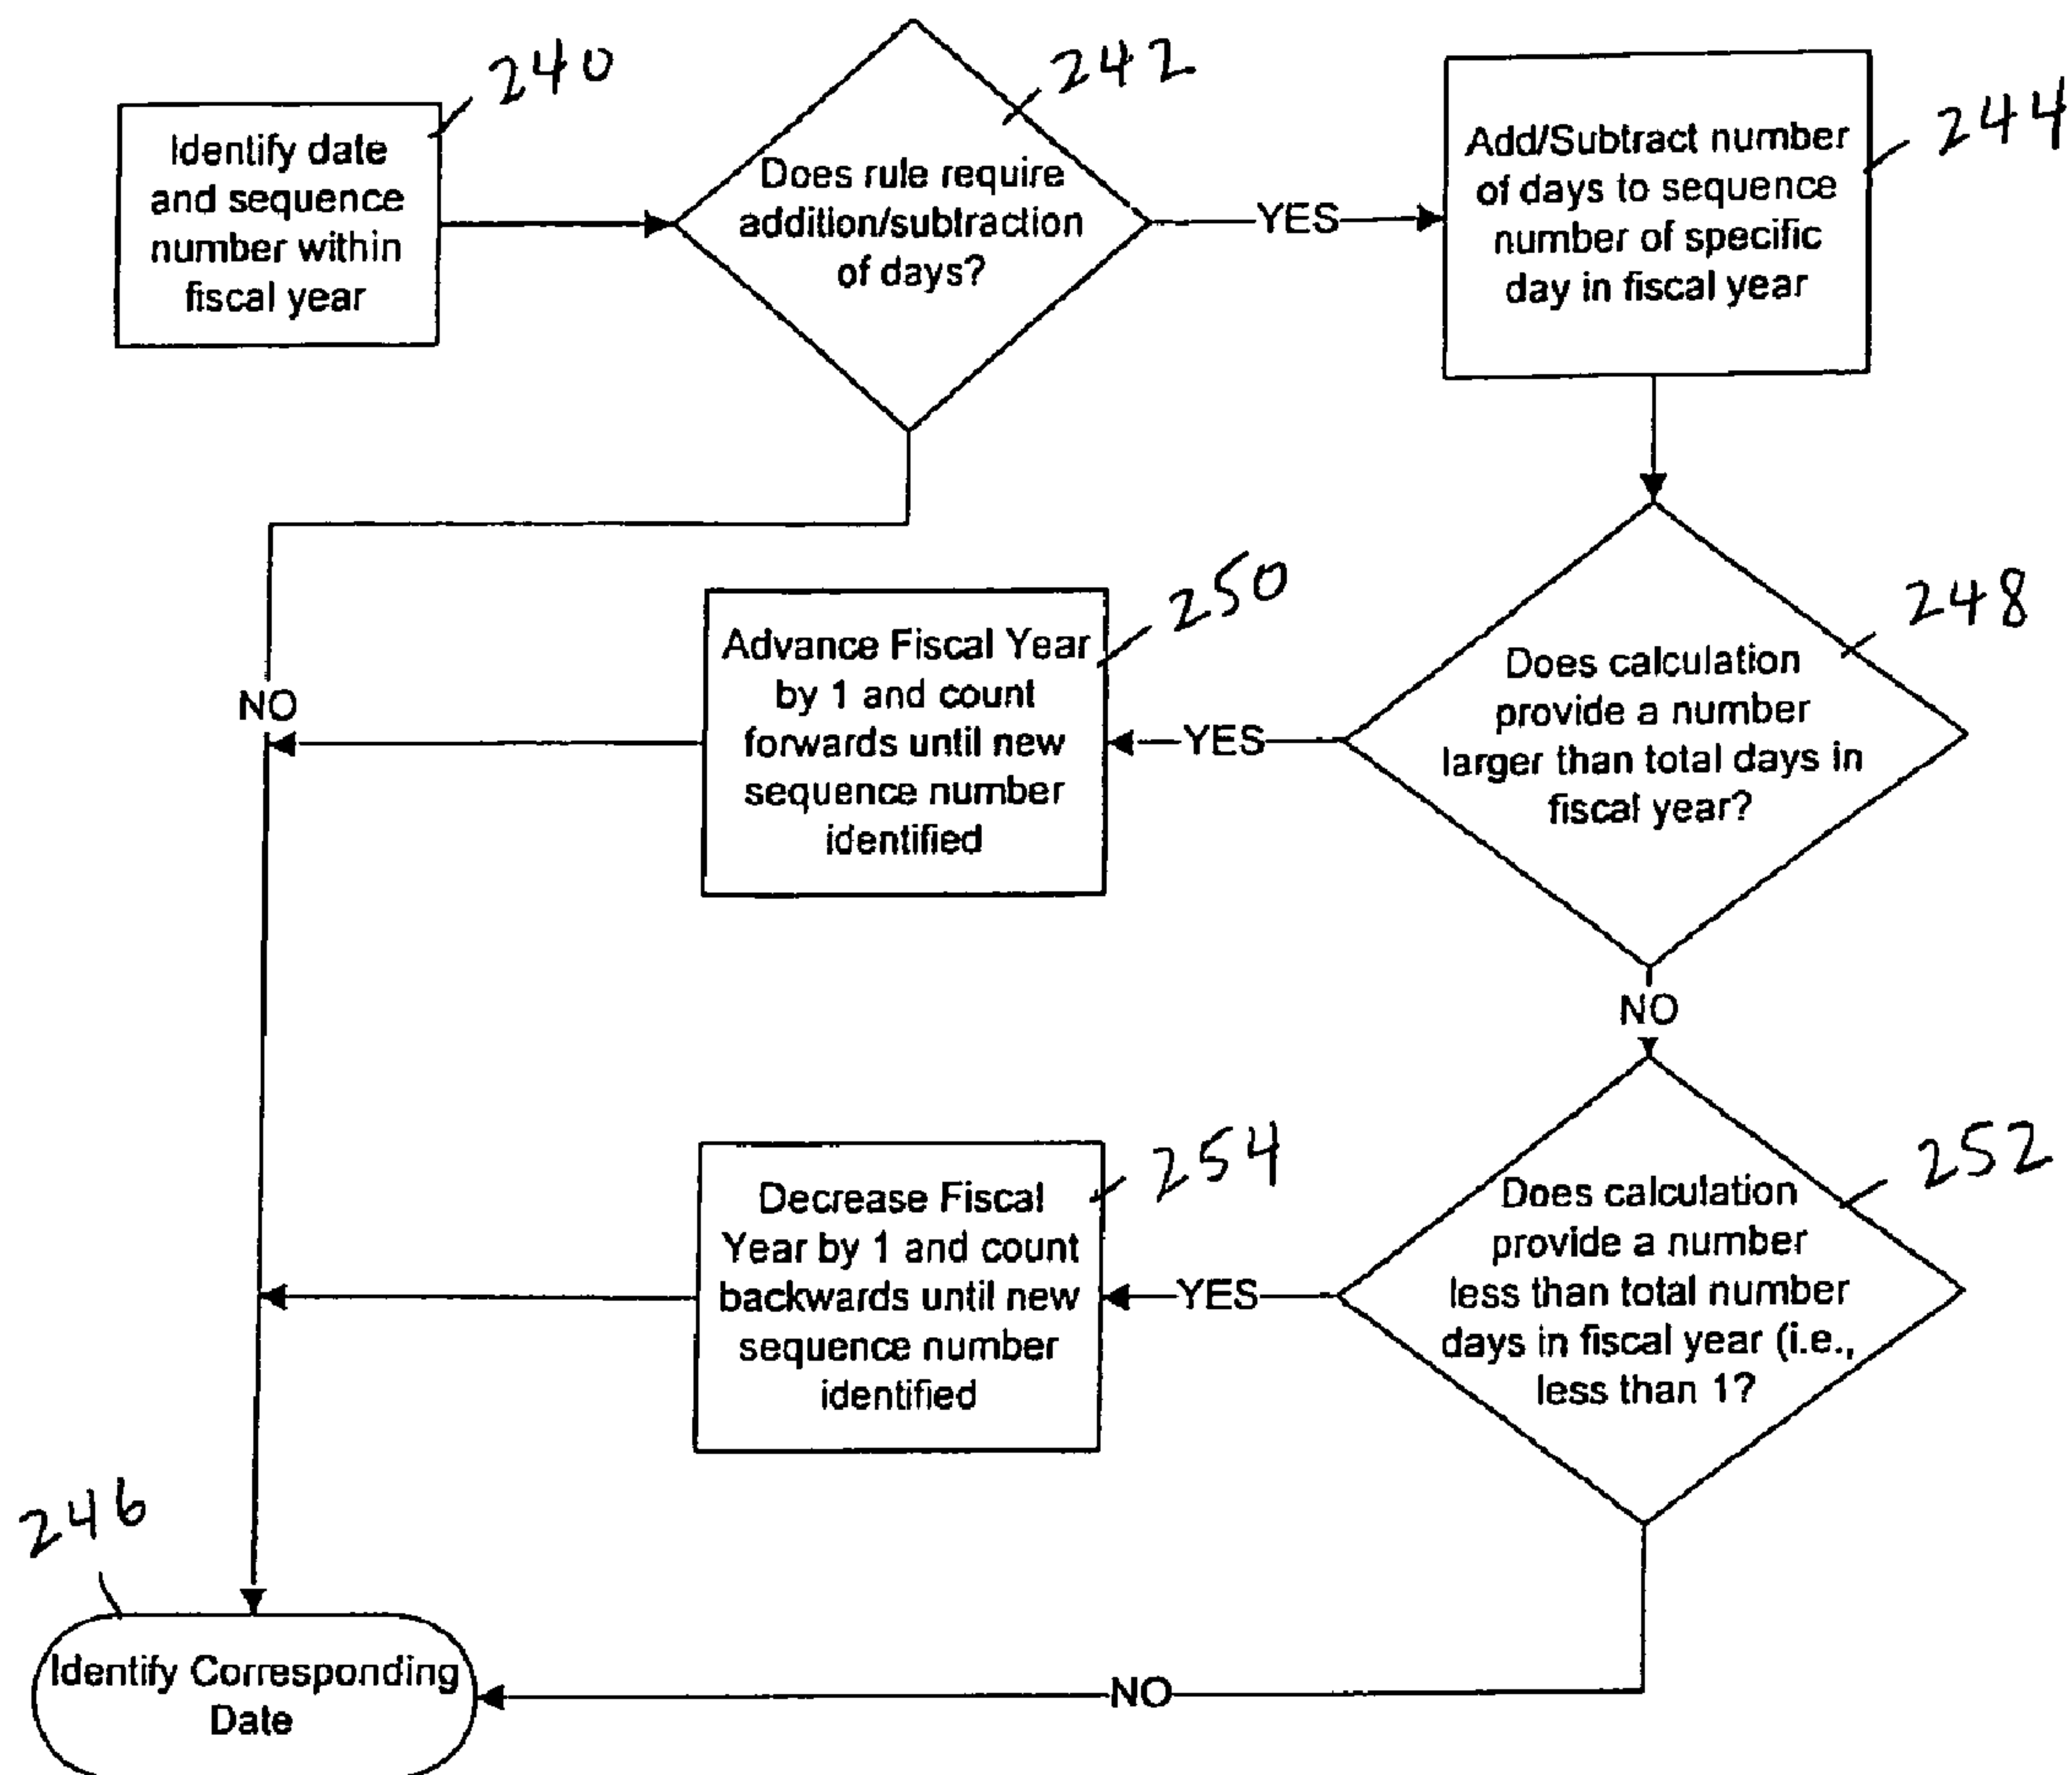 240
Identify date
and sequence
number within
fiscal year
242
Does rule require
addition/subtraction
of days?
YES
244
Add/Subtract number
of days to sequence
number of specific
day in fiscal year
248
Does calculation
provide a number
larger than total days in
fiscal year?
YES
250
Advance Fiscal Year
by 1 and count
forwards until new
sequence number
identified
NO
NO
252
Does calculation
provide a number
less than total number
days in fiscal year (i.e.,
less than 1?
YES
254
Decrease Fiscal
Year by 1 and count
backwards until new
sequence number
identified
246
Identify Corresponding
Date
NO